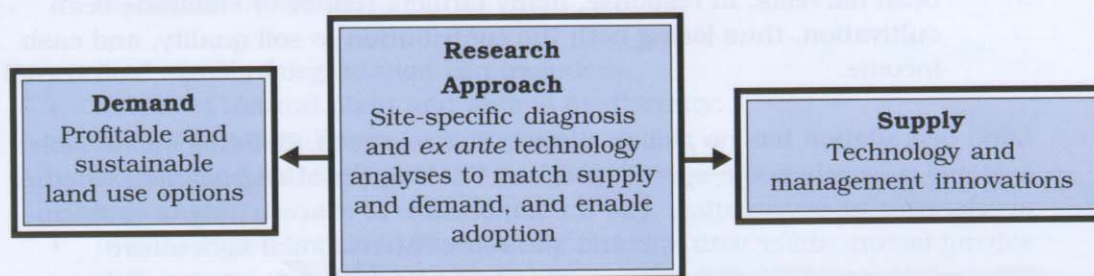 Demand
Profitable and
sustainable
land use options
Research
Approach
Site-specific diagnosis
and ex ante technology
analyses to match supply
and demand, and enable
adoption
Supply
Technology and
management innovations